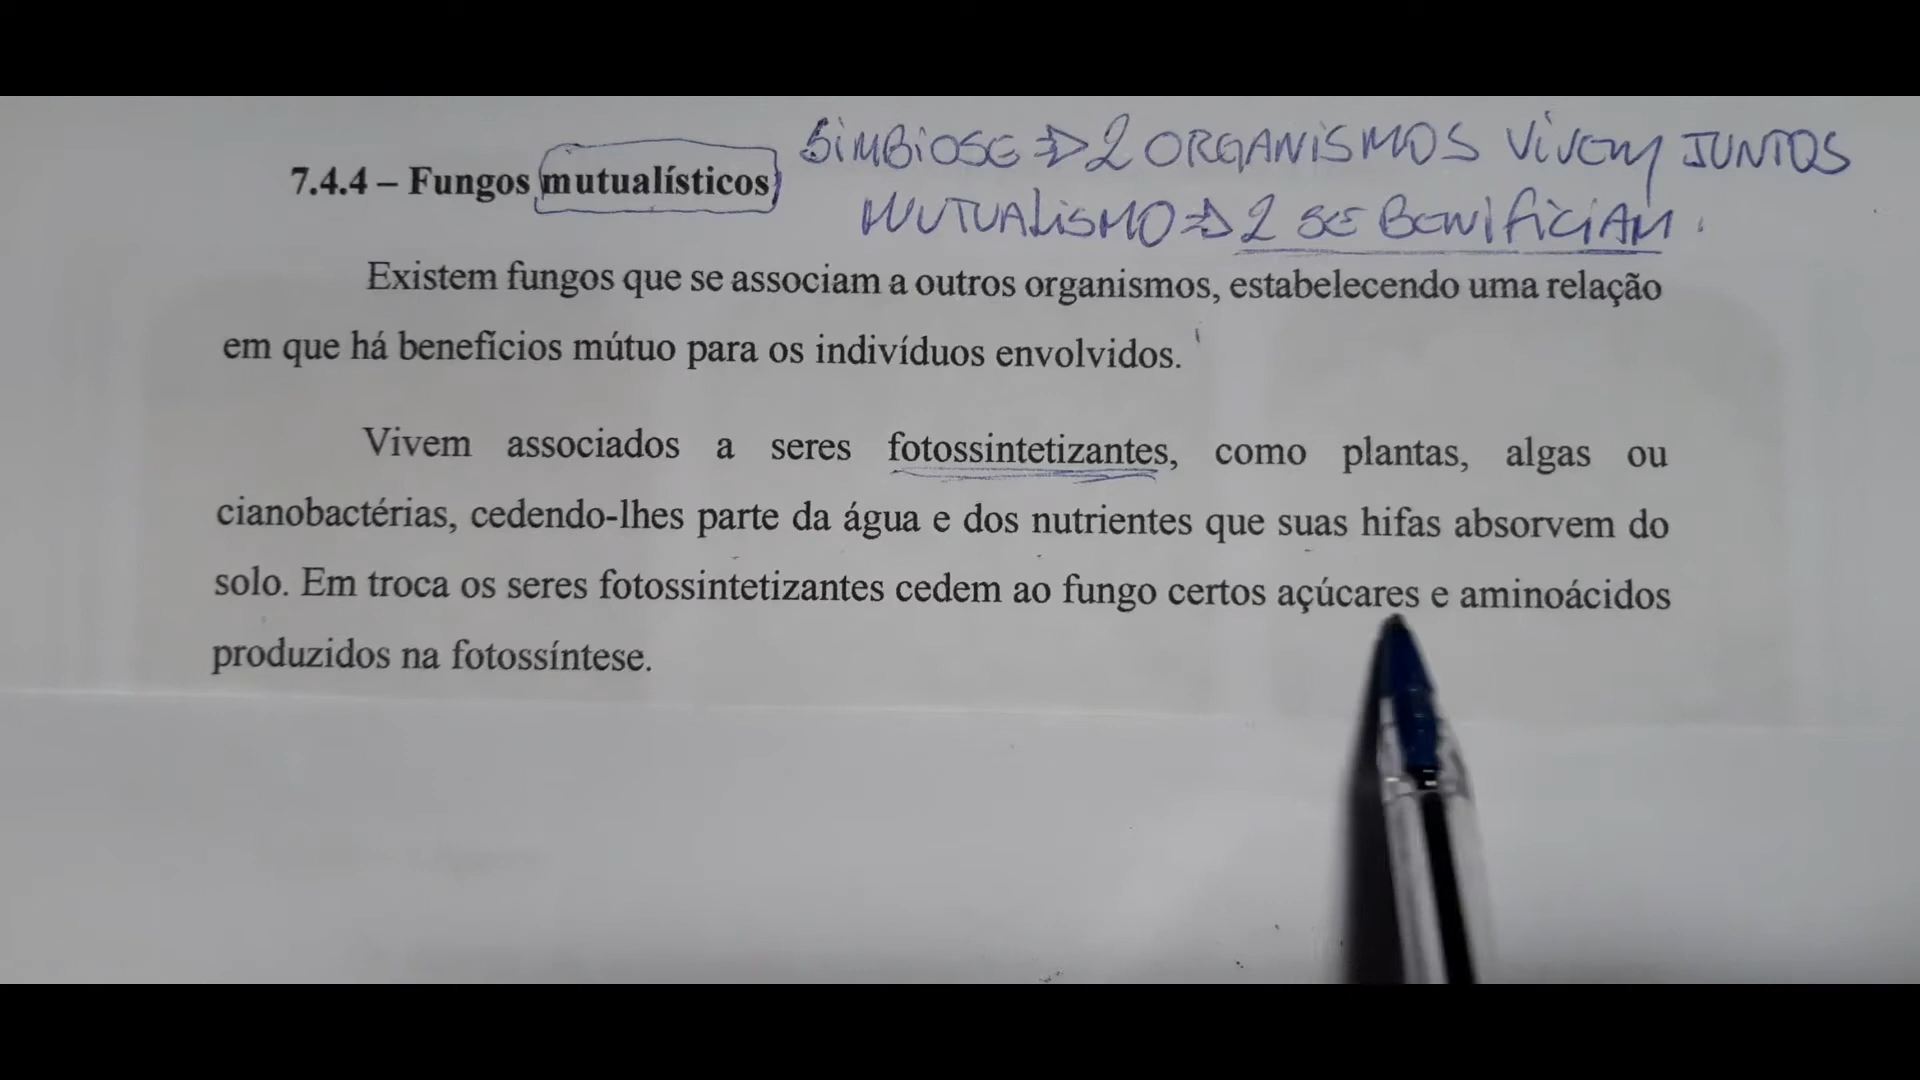 SIMBIOSE ⇒ 2 ORGANISMOS VIVEM JUNTOS
7.4.4 – Fungos mutualísticos
MUTUALISMO ⇒ 2 SE BENIFICIAM.
Existem fungos que se associam a outros organismos, estabelecendo uma relação
em que há benefícios mútuo para os indivíduos envolvidos.
Vivem associados a seres fotossintetizantes, como plantas, algas ou
cianobactérias, cedendo-lhes parte da água e dos nutrientes que suas hifas absorvem do
solo. Em troca os seres fotossintetizantes cedem ao fungo certos açúcares e aminoácidos
produzidos na fotossíntese.